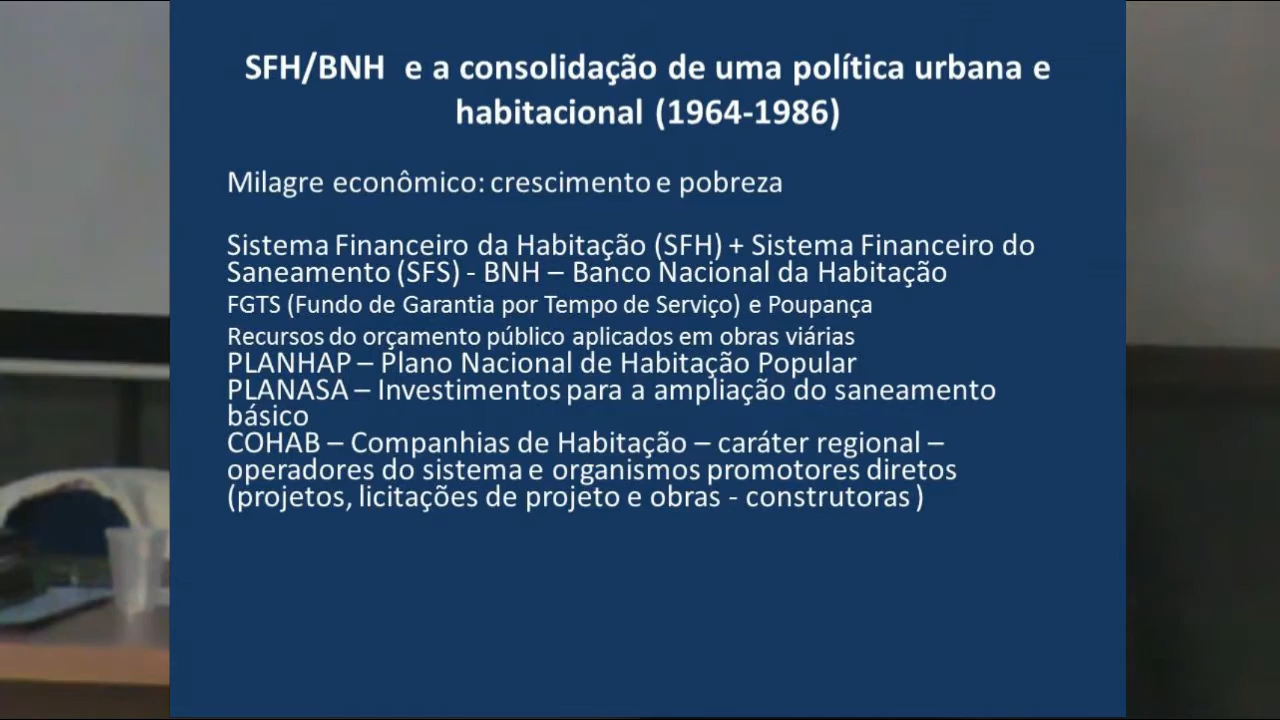 SFH/BNH e a consolidação de uma política urbana e
habitacional (1964-1986)
Milagre econômico: crescimento e pobreza
Sistema Financeiro da Habitação (SFH) + Sistema Financeiro do
Saneamento (SFS) - BNH – Banco Nacional da Habitação
FGTS (Fundo de Garantia por Tempo de Serviço) e Poupança
Recursos do orçamento público aplicados em obras viárias
PLANHAP – Plano Nacional de Habitação Popular
PLANASA – Investimentos para a ampliação do saneamento
básico
COHAB – Companhias de Habitação – caráter regional –
operadores do sistema e organismos promotores diretos
(projetos, licitações de projeto e obras - construtoras )